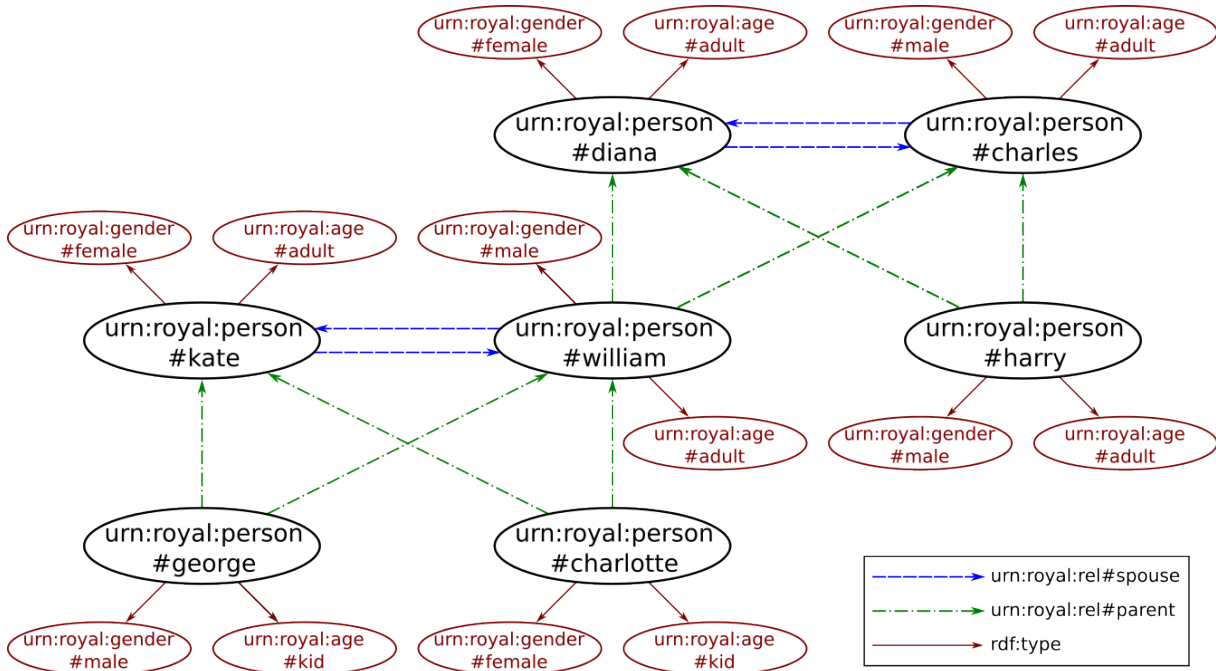 urn:royal:gender
#female
urn:royal:age
#adult
urn:royal:gender
#male
urn:royal:age
#adult
urn:royal:person
#diana
urn:royal:person
#charles
urn:royal:gender
#female
urn:royal:age
#adult
urn:royal:gender
#male
urn:royal:person
#kate
urn:royal:person
#william
urn:royal:person
#harry
urn:royal:age
#adult
urn:royal:gender
#male
urn:royal:age
#adult
urn:royal:person
#george
urn:royal:person
#charlotte
urn:royal:gender
#male
urn:royal:age
#kid
urn:royal:gender
#female
urn:royal:age
#kid
urn:royal:rel#spouse
urn:royal:rel#parent
rdf:type